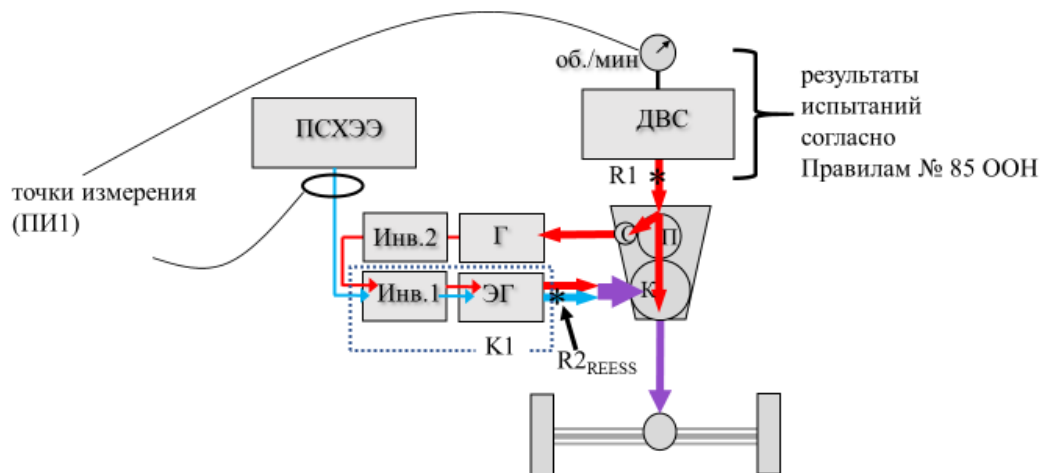 об./мин
результаты
испытаний
согласно
Правилам № 85 ООН
ПСХЭЭ
ДВС
точки измерения
(ПИ1)
R1
Инв.2
Г
С
П
Инв.1
ЭГ
К
К1
R2REESS